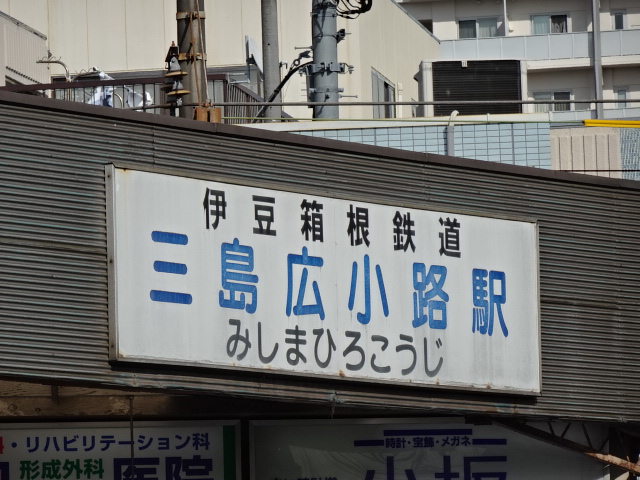 伊豆箱根鉄道
三島広小路駅
みしまひろこうじ
・リハビリテーション科
形成外科
医院
時計・宝飾・メガネ